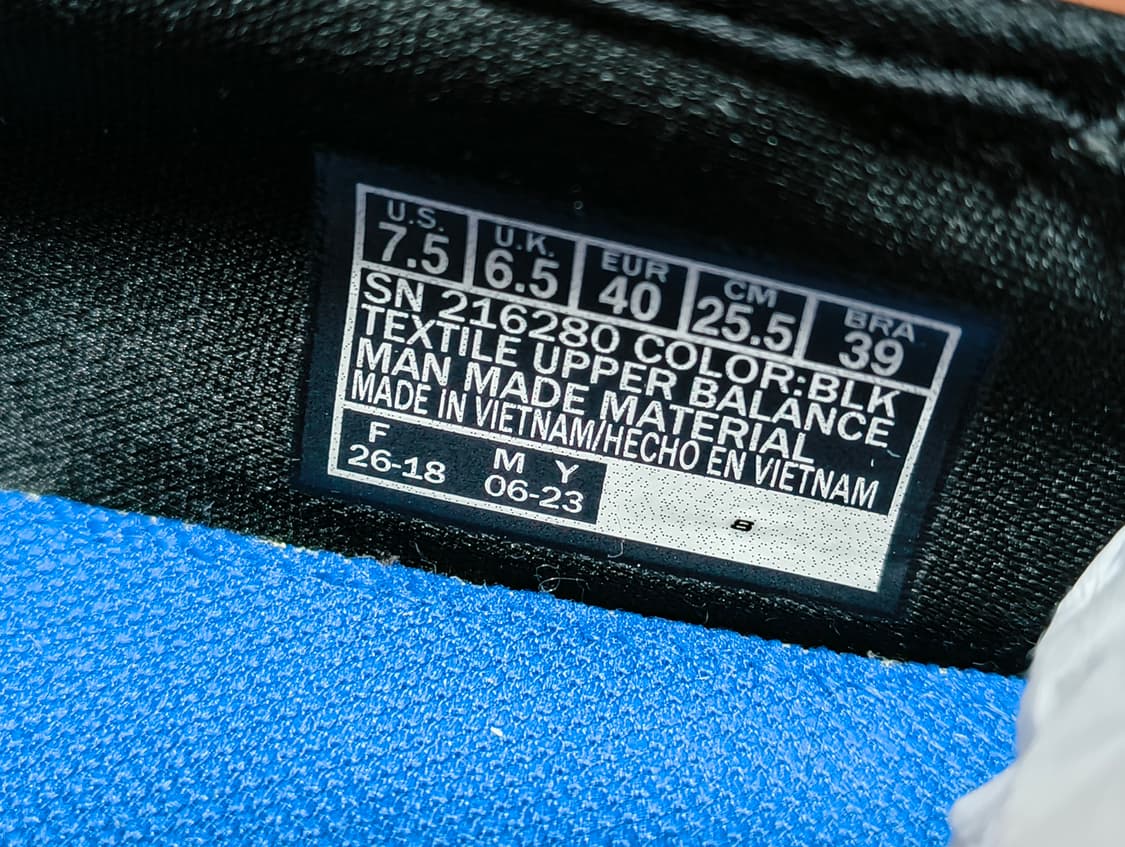 U.S. U.K. EUR CM BRA
7.5 6.5 40 25.5 39
SN 216280 COLOR:BLK
TEXTILE UPPER BALANCE
MAN MADE MATERIAL
MADE IN VIETNAM/HECHO EN VIETNAM
F M Y
26-18 06-23
8